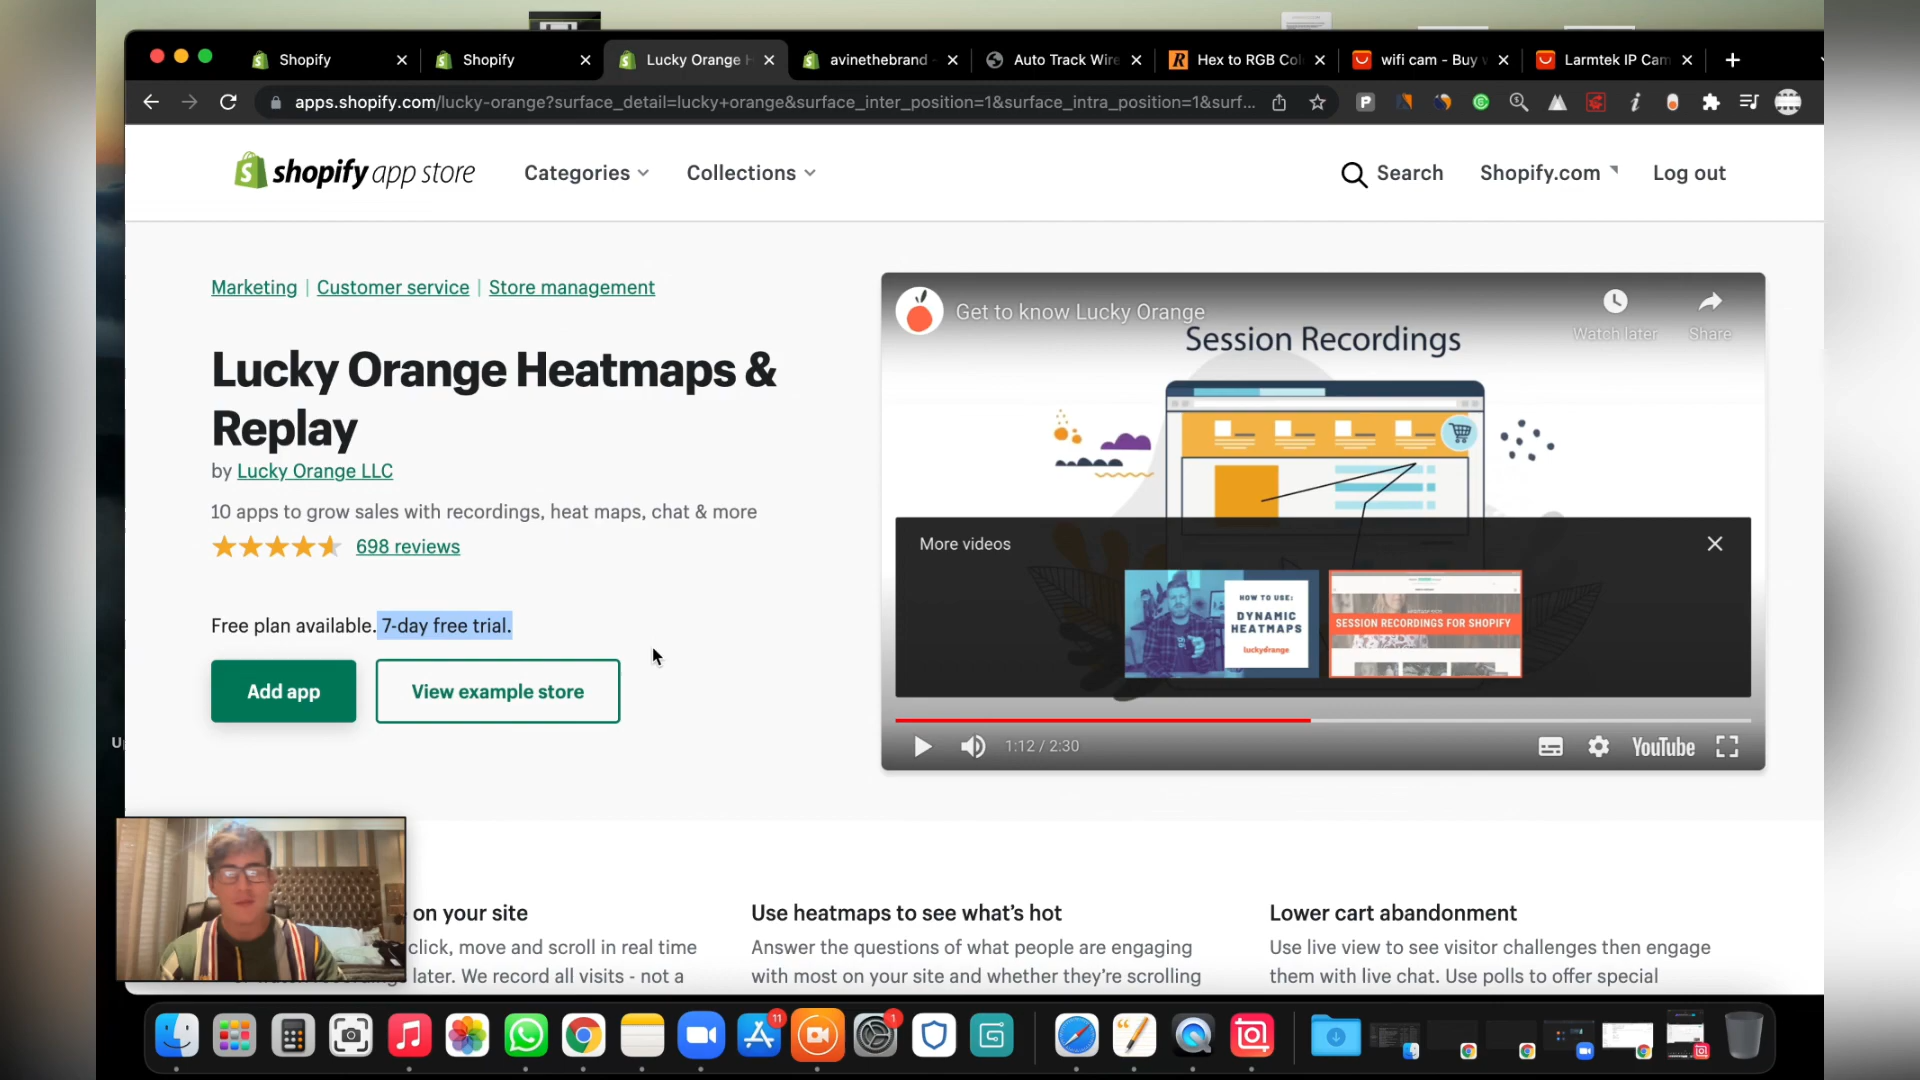 Shopify
Shopify
Lucky Orange H
avinethebrand
Auto Track Wire
Hex to RGB Col
wifi cam - Buy
Larmtek IP Cam
apps.shopify.com/lucky-orange?surface_detail=lucky+orange&surface_inter_position=1&surface_intra_position=1&surf...
shopify app store
Categories
Collections
Search
Shopify.com
Log out
Marketing | Customer service | Store management
Lucky Orange Heatmaps &
Replay
by Lucky Orange LLC
10 apps to grow sales with recordings, heat maps, chat & more
698 reviews
Free plan available. 7-day free trial.
Add app
View example store
Get to know Lucky Orange
Watch later
Share
Session Recordings
More videos
HOW TO USE:
DYNAMIC
HEATMAPS
luckyorange
SESSION RECORDINGS FOR SHOPIFY
1:12 / 2:30
YouTube
on your site
click, move and scroll in real time
later. We record all visits - not a
Use heatmaps to see what's hot
Answer the questions of what people are engaging
with most on your site and whether they're scrolling
Lower cart abandonment
Use live view to see visitor challenges then engage
them with live chat. Use polls to offer special
11
1